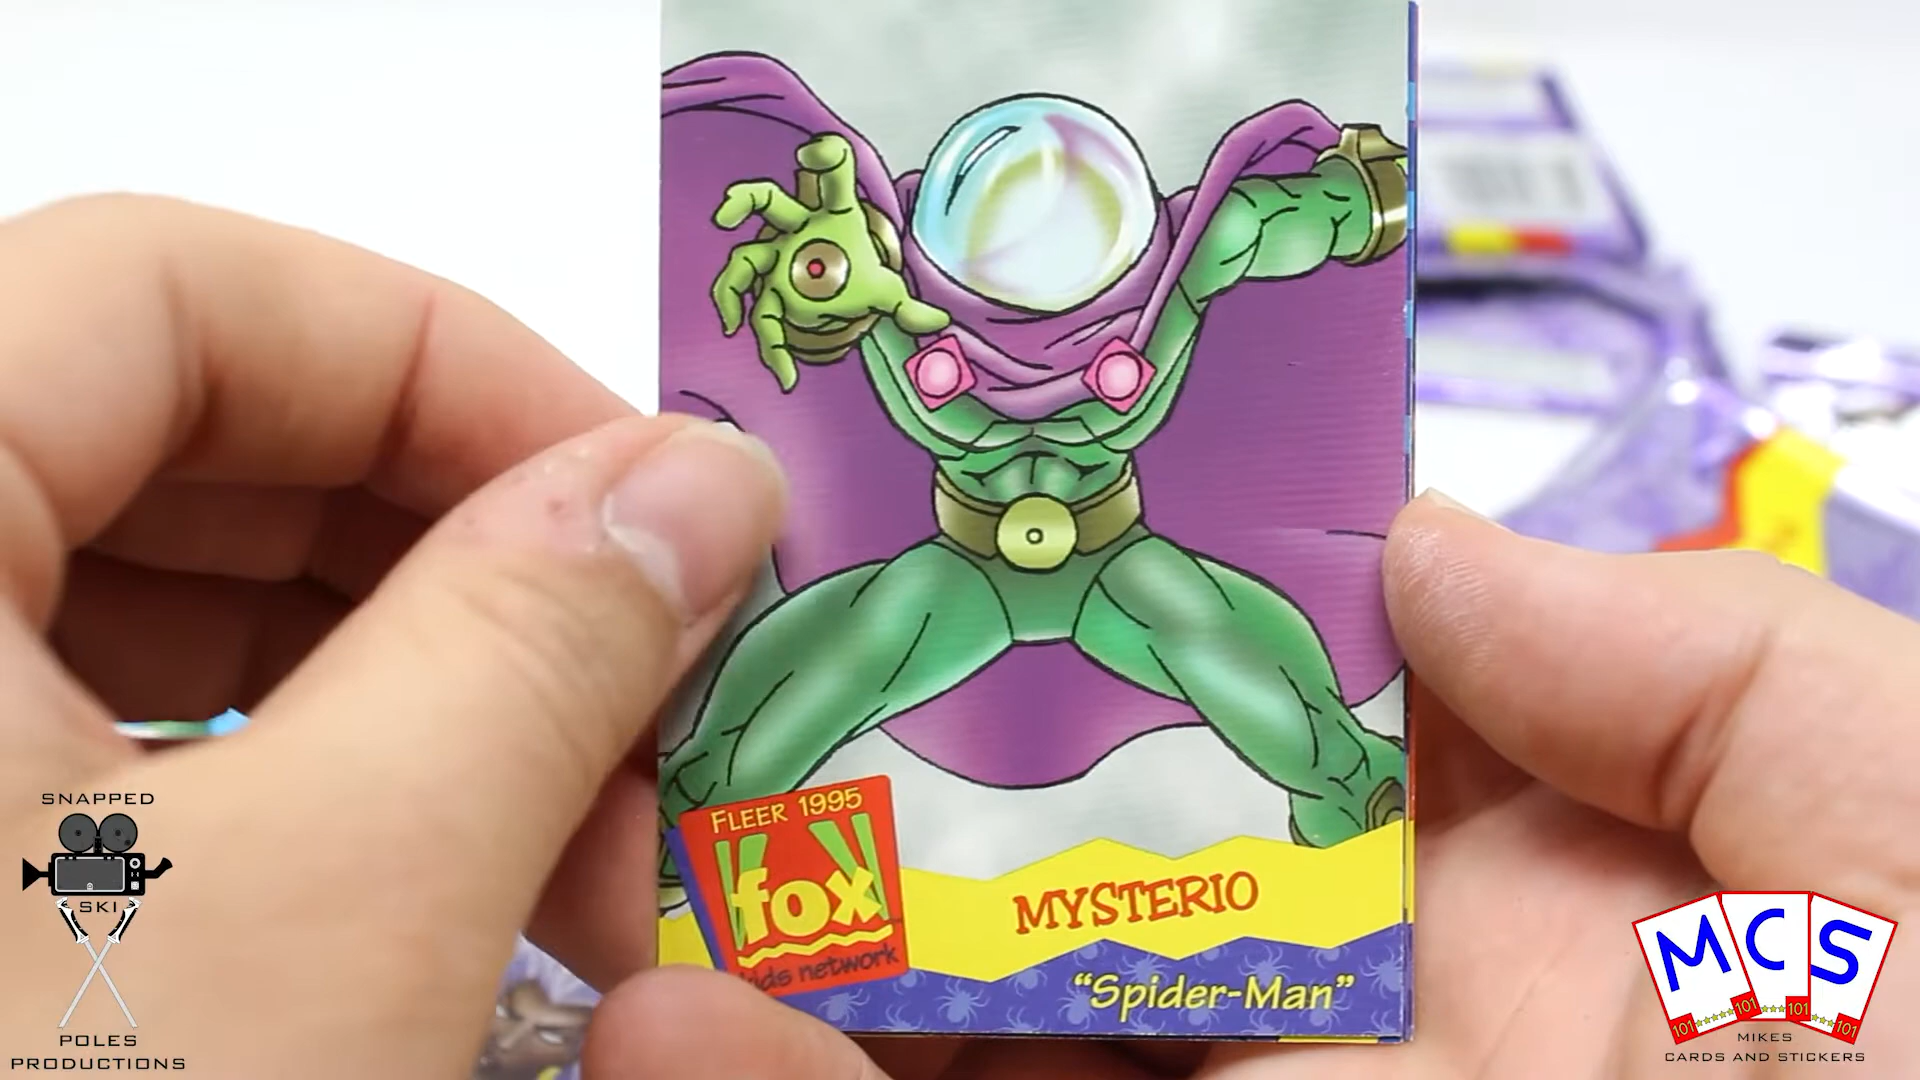 FLEER 1995
fox
kids network
MYSTERIO
"Spider-Man"
SNAPPED
SKI
POLES
PRODUCTIONS
MCS
101 101 101 101
MIKES
CARDS AND STICKERS